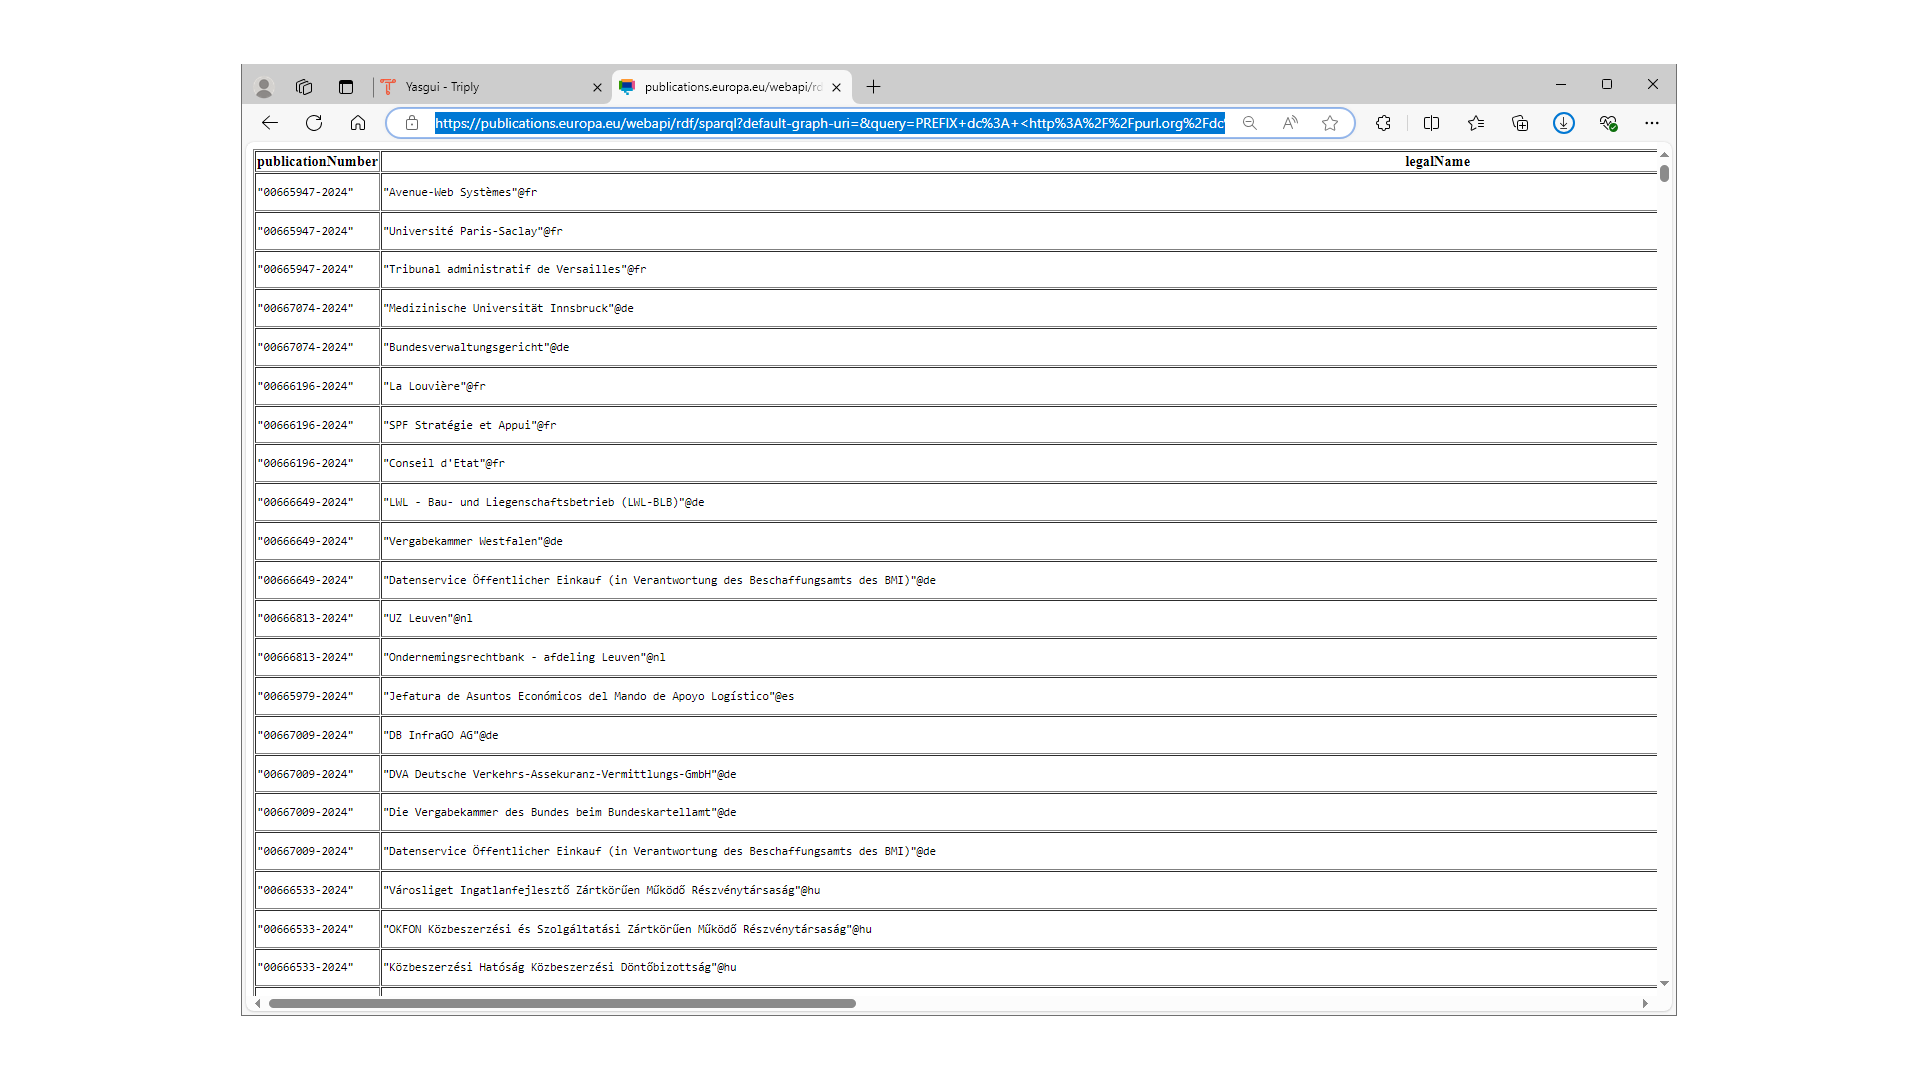 Yasgui - Triply
publications.europa.eu/webapi/rd
https://publications.europa.eu/webapi/rdf/sparql?default-graph-uri=&query=PREFIX+dc%3A+<http%3A%2F%2Fpurl.org%2Fdc
publicationNumber legalName
"00665947-2024" "Avenue-Web Systèmes"@fr
"00665947-2024" "Université Paris-Saclay"@fr
"00665947-2024" "Tribunal administratif de Versailles"@fr
"00667074-2024" "Medizinische Universität Innsbruck"@de
"00667074-2024" "Bundesverwaltungsgericht"@de
"00666196-2024" "La Louvière"@fr
"00666196-2024" "SPF Stratégie et Appui"@fr
"00666196-2024" "Conseil d'Etat"@fr
"00666649-2024" "LWL - Bau- und Liegenschaftsbetrieb (LWL-BLB)"@de
"00666649-2024" "Vergabekammer Westfalen"@de
"00666649-2024" "Datenservice Öffentlicher Einkauf (in Verantwortung des Beschaffungsamts des BMI)"@de
"00666813-2024" "UZ Leuven"@nl
"00666813-2024" "Ondernemingsrechtbank - afdeling Leuven"@nl
"00665979-2024" "Jefatura de Asuntos Económicos del Mando de Apoyo Logístico"@es
"00667009-2024" "DB InfraGO AG"@de
"00667009-2024" "DVA Deutsche Verkehrs-Assekuranz-Vermittlungs-GmbH"@de
"00667009-2024" "Die Vergabekammer des Bundes beim Bundeskartellamt"@de
"00667009-2024" "Datenservice Öffentlicher Einkauf (in Verantwortung des Beschaffungsamts des BMI)"@de
"00666533-2024" "Városliget Ingatlanfejlesztő Zártkörűen Működő Részvénytársaság"@hu
"00666533-2024" "OKFON Közbeszerzési és Szolgáltatási Zártkörűen Működő Részvénytársaság"@hu
"00666533-2024" "Közbeszerzési Hatóság Közbeszerzési Döntőbizottság"@hu